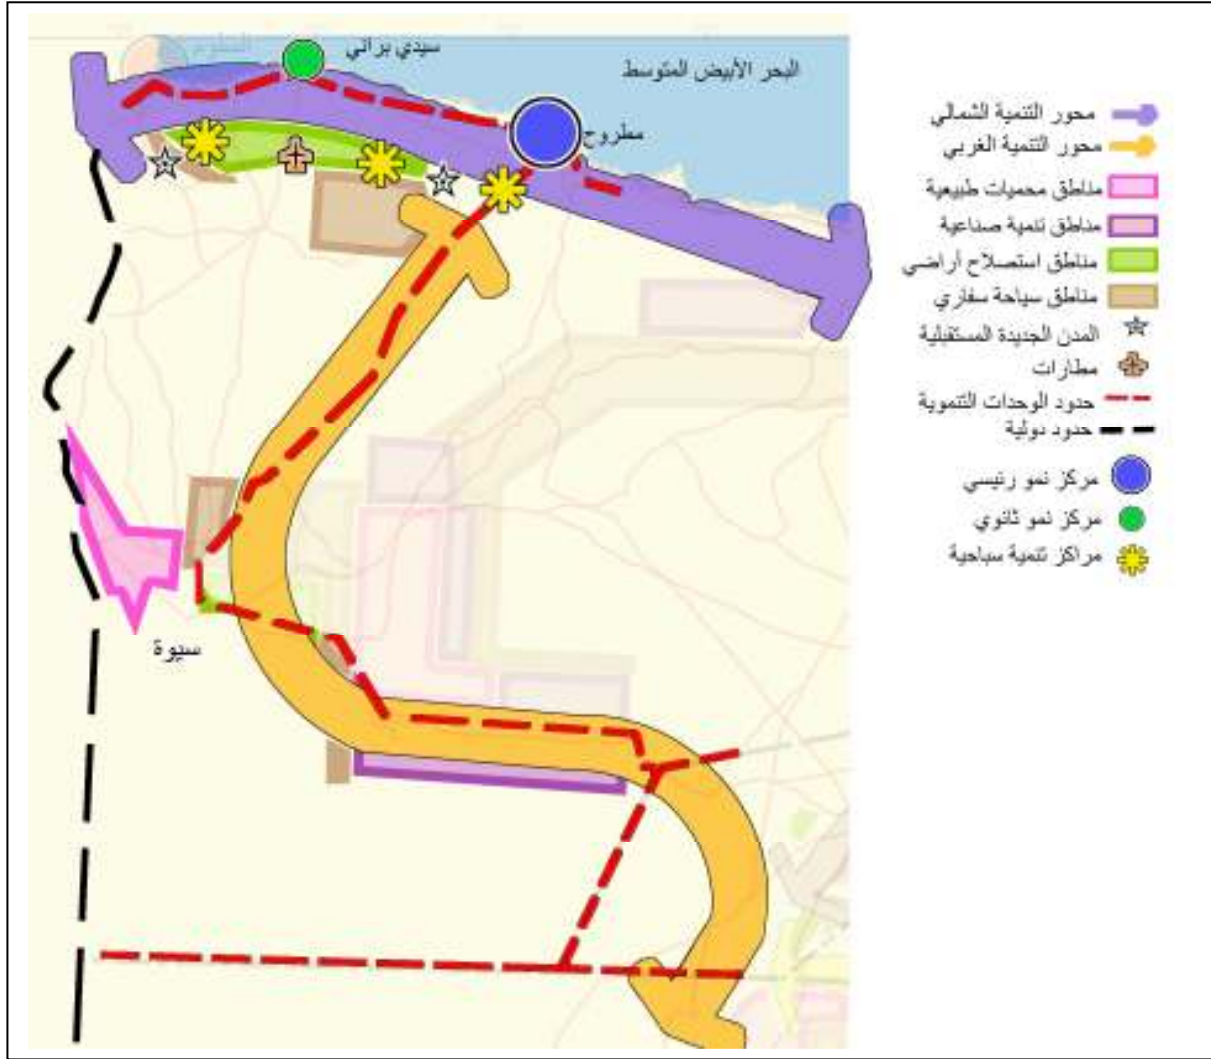 السلوم
سيدي براني
البحر الأبيض المتوسط
مطروح
سيوة
محور التنمية الشمالي
محور التنمية الغربي
مناطق محميات طبيعية
مناطق تنمية صناعية
مناطق استصلاح أراضي
مناطق سياحة سفاري
المدن الجديدة المستقبلية
مطارات
حدود الوحدات التنموية
حدود دولية
مركز نمو رئيسي
مركز نمو ثانوي
مراكز تنمية سياحية